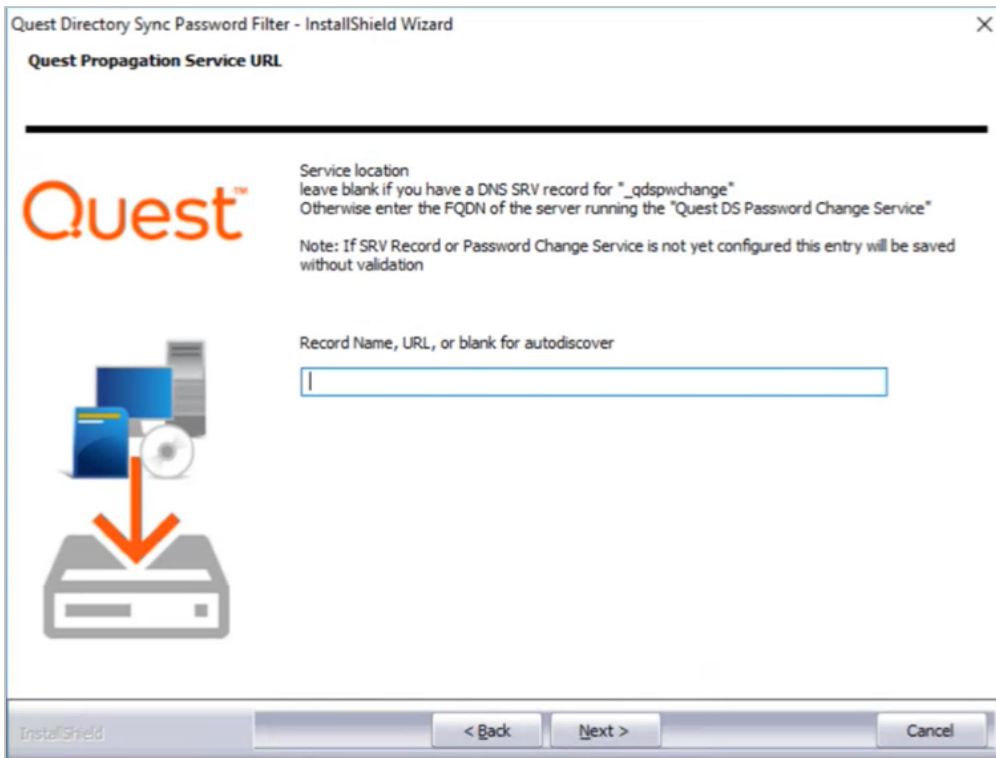 Quest Directory Sync Password Filter - InstallShield Wizard
Quest Propagation Service URL
Quest™
Service location
leave blank if you have a DNS SRV record for "_qdspwchange"
Otherwise enter the FQDN of the server running the "Quest DS Password Change Service"
Note: If SRV Record or Password Change Service is not yet configured this entry will be saved
without validation
Record Name, URL, or blank for autodiscover
InstallShield
< Back
Next >
Cancel